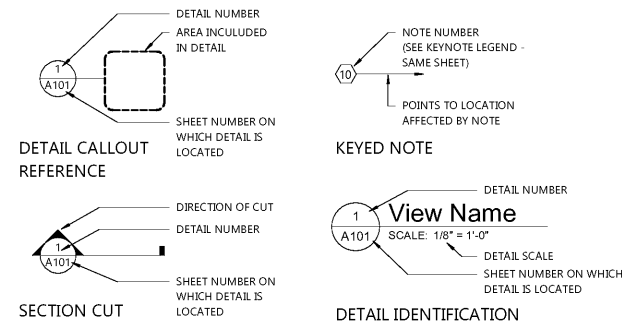 DETAIL NUMBER
AREA INCULUDED
IN DETAIL
1
A101
SHEET NUMBER ON
WHICH DETAIL IS
LOCATED
DETAIL CALLOUT
REFERENCE
NOTE NUMBER
(SEE KEYNOTE LEGEND -
SAME SHEET)
10
POINTS TO LOCATION
AFFECTED BY NOTE
KEYED NOTE
DIRECTION OF CUT
DETAIL NUMBER
1
A101
SHEET NUMBER ON
WHICH DETAIL IS
LOCATED
SECTION CUT
DETAIL NUMBER
1
View Name
A101
SCALE: 1/8" = 1'-0"
DETAIL SCALE
SHEET NUMBER ON WHICH
DETAIL IS LOCATED
DETAIL IDENTIFICATION